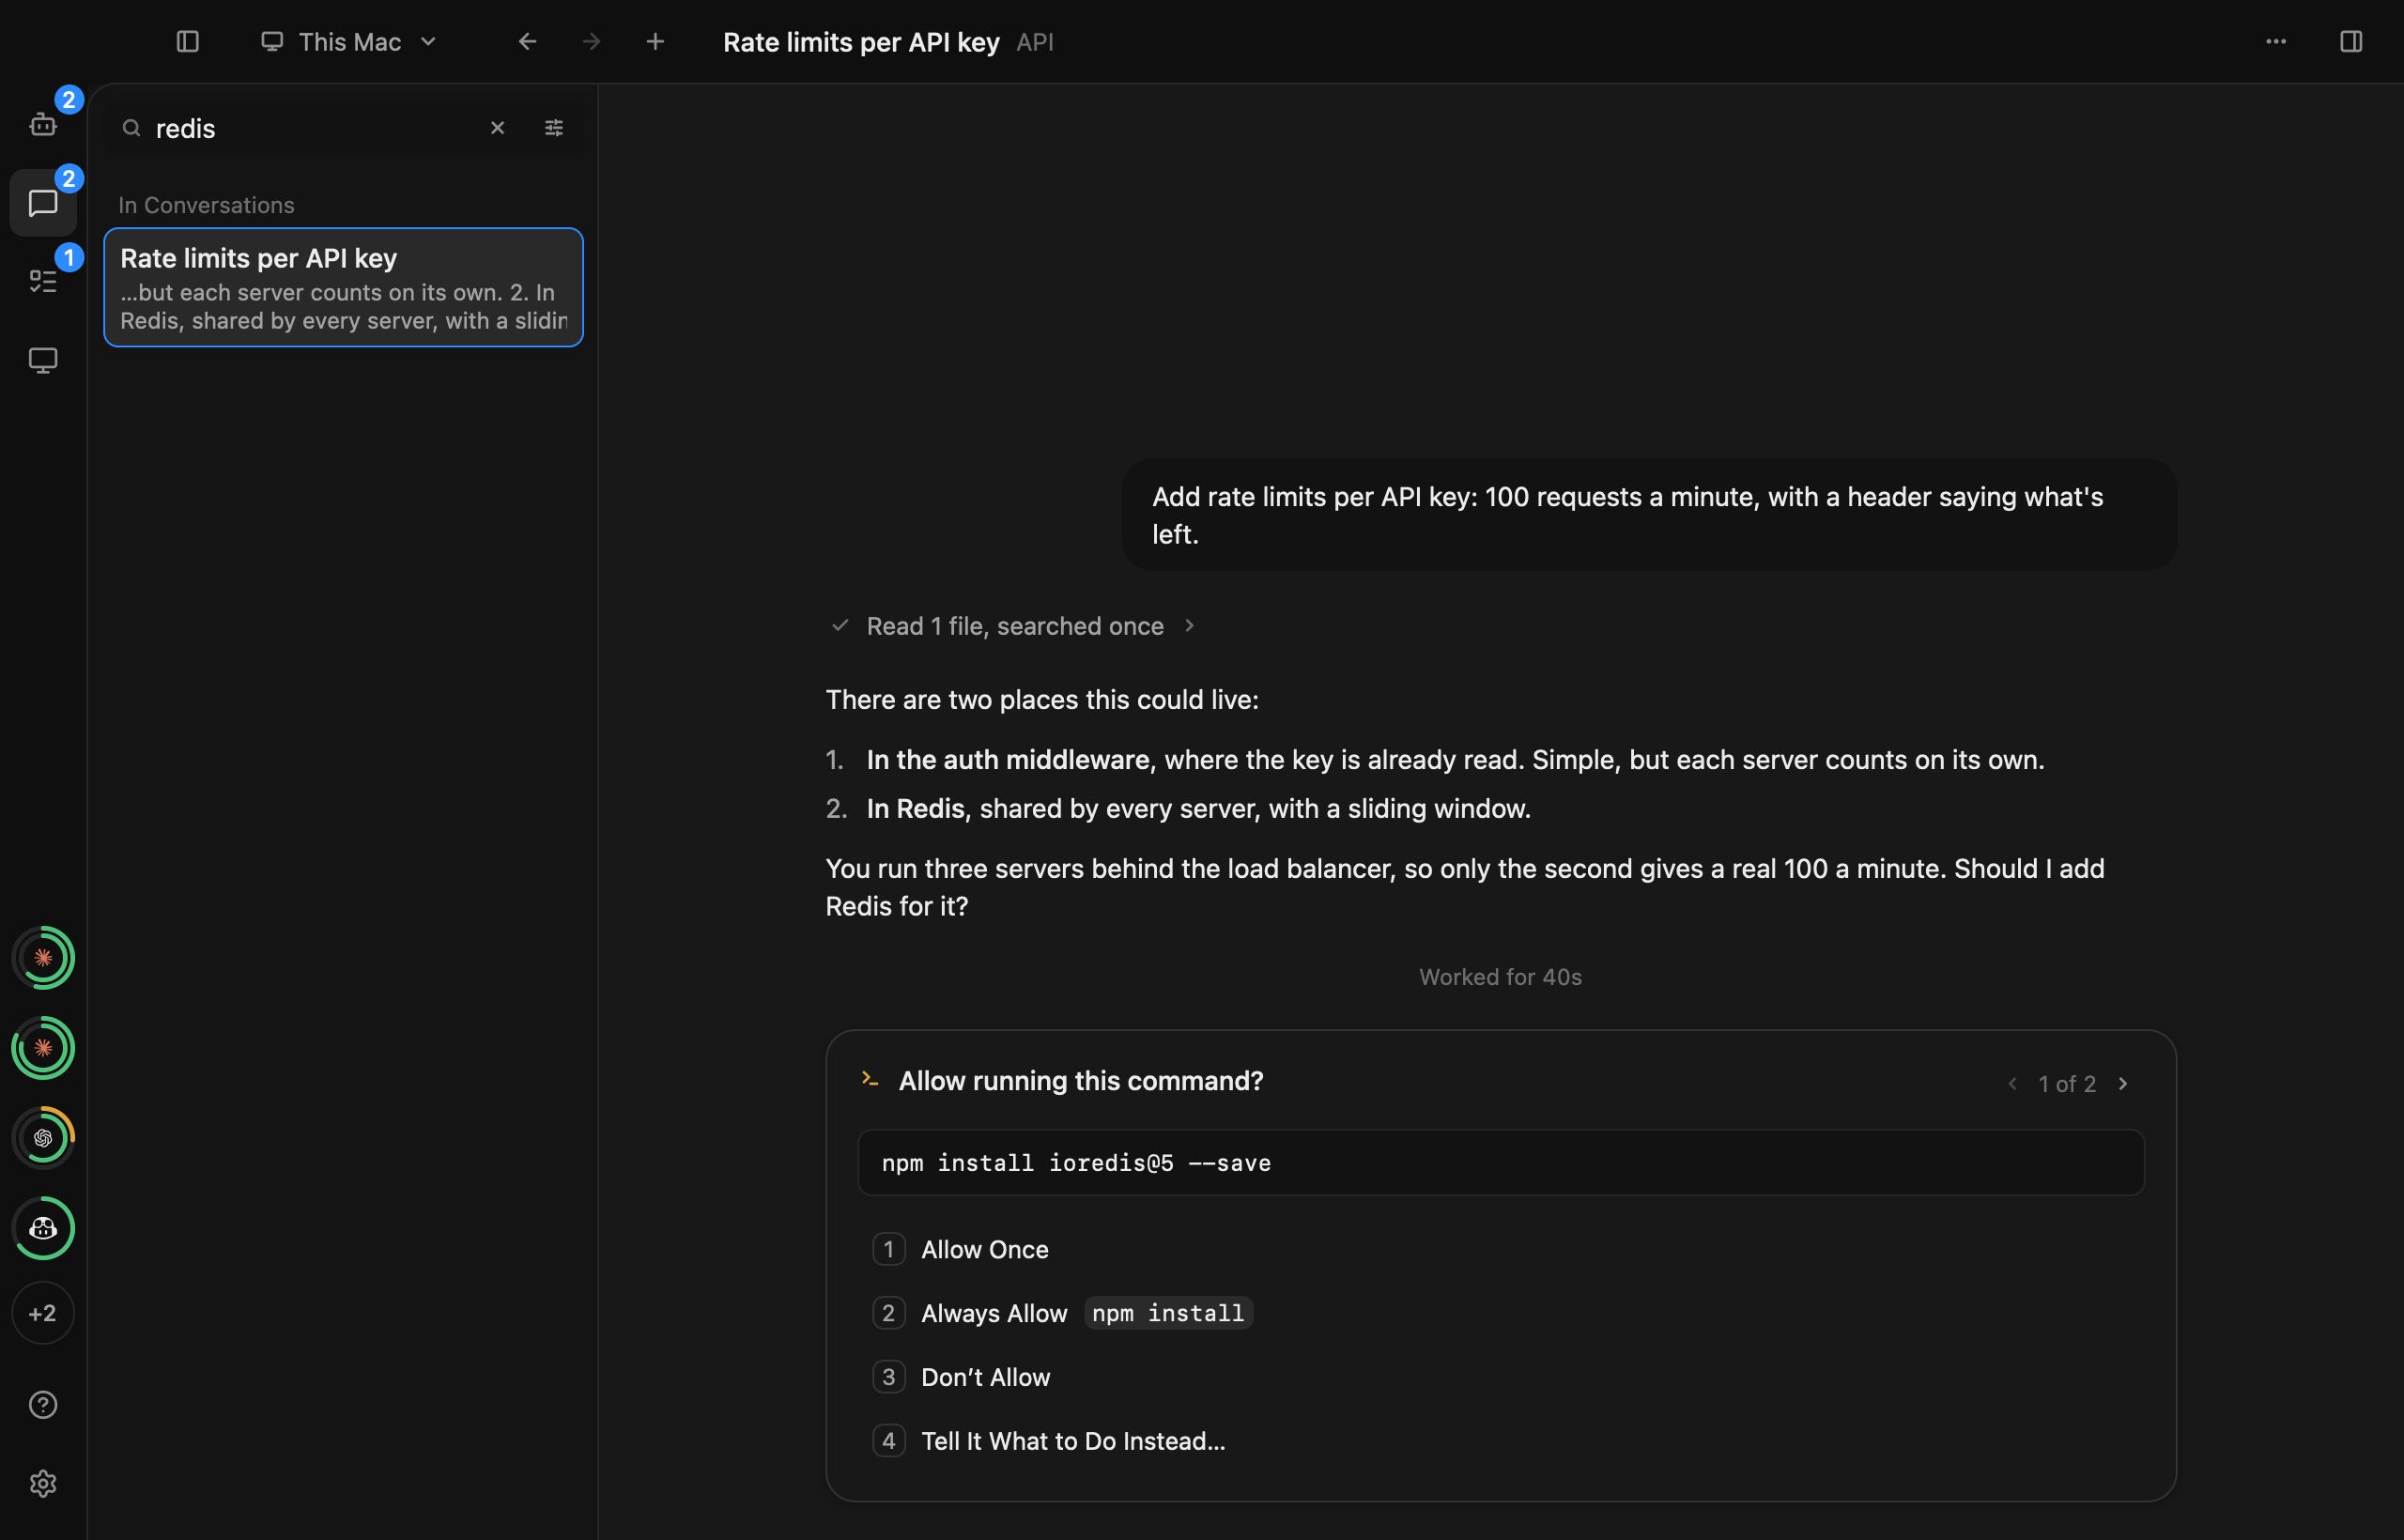 This Mac
Rate limits per API key API
2
redis
2
In Conversations
1
Rate limits per API key
...but each server counts on its own. 2. In
Redis, shared by every server, with a slidin
Add rate limits per API key: 100 requests a minute, with a header saying what's
left.
Read 1 file, searched once
There are two places this could live:
1. In the auth middleware, where the key is already read. Simple, but each server counts on its own.
2. In Redis, shared by every server, with a sliding window.
You run three servers behind the load balancer, so only the second gives a real 100 a minute. Should I add
Redis for it?
Worked for 40s
Allow running this command?
1 of 2
npm install ioredis@5 --save
1 Allow Once
2 Always Allow npm install
3 Don’t Allow
4 Tell It What to Do Instead...
+2